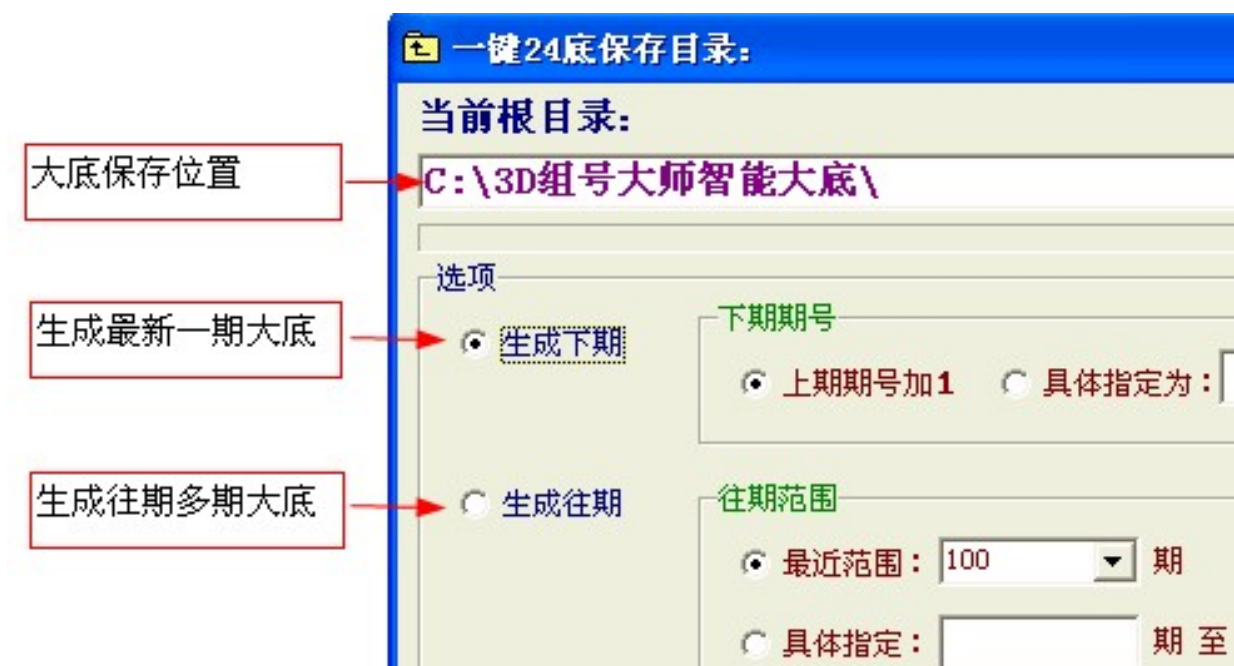 一键24底保存目录：
当前根目录：
大底保存位置
C:\3D组号大师智能大底\
选项
生成最新一期大底
生成下期
下期期号
上期期号加1 具体指定为：
生成往期多期大底
生成往期
往期范围
最近范围： 100 期
具体指定： 期 至